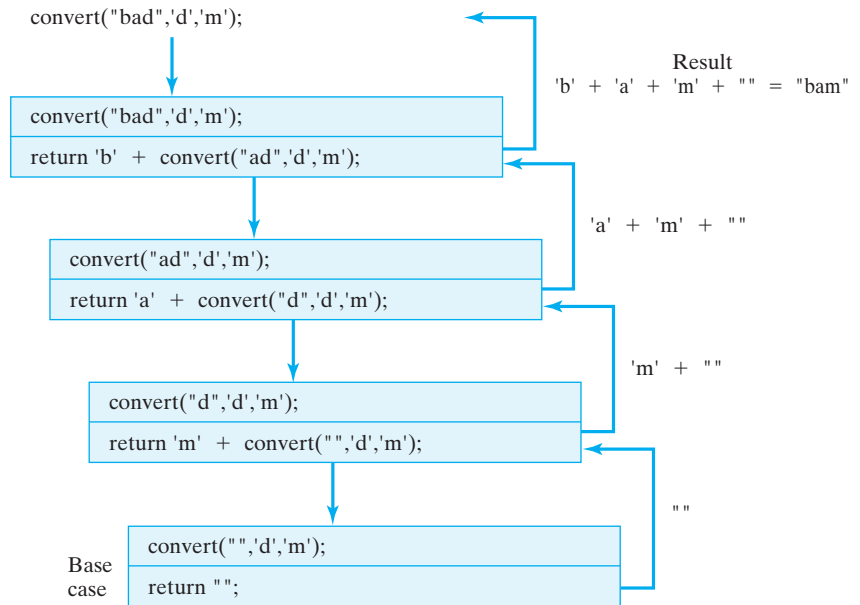 convert("bad",'d','m');
Result
'b' + 'a' + 'm' + "" = "bam"
convert("bad",'d','m');
return 'b' + convert("ad",'d','m');
'a' + 'm' + ""
convert("ad",'d','m');
return 'a' + convert("d",'d','m');
'm' + ""
convert("d",'d','m');
return 'm' + convert("",'d','m');
""
convert("",'d','m');
Base
case
return "";